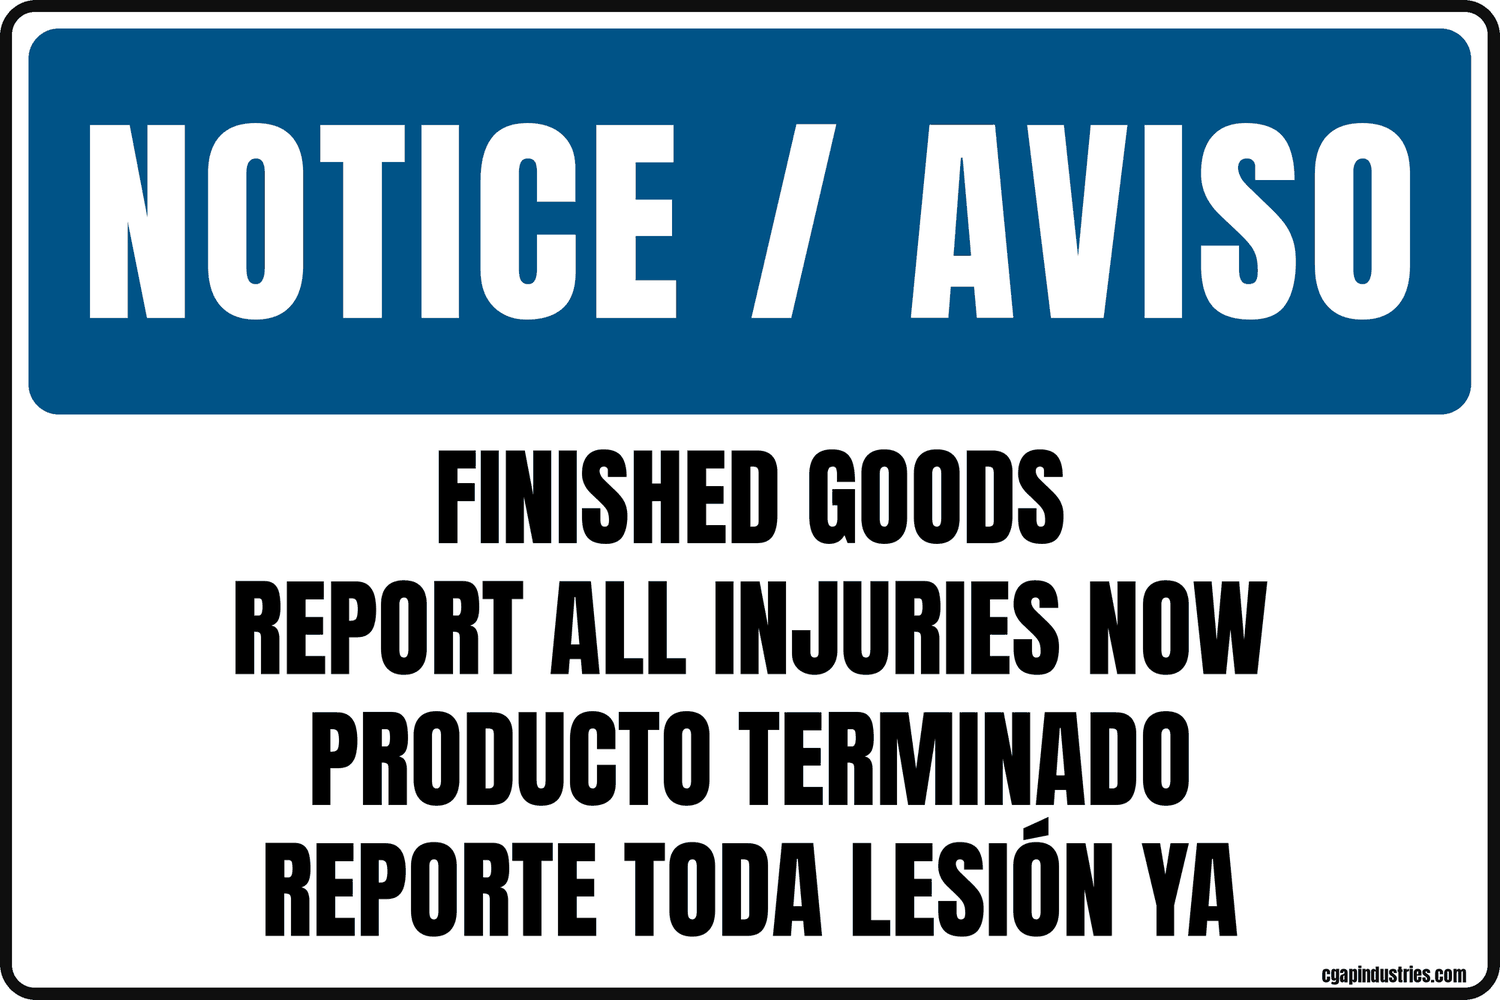 NOTICE / AVISO
FINISHED GOODS
REPORT ALL INJURIES NOW
PRODUCTO TERMINADO
REPORTE TODA LESIÓN YA
cgapindustries.com